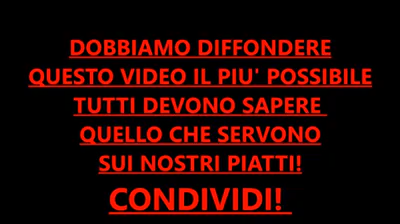 DOBBIAMO DIFFONDERE
QUESTO VIDEO IL PIU' POSSIBILE
TUTTI DEVONO SAPERE
QUELLO CHE SERVONO
SUI NOSTRI PIATTI!
CONDIVIDI!